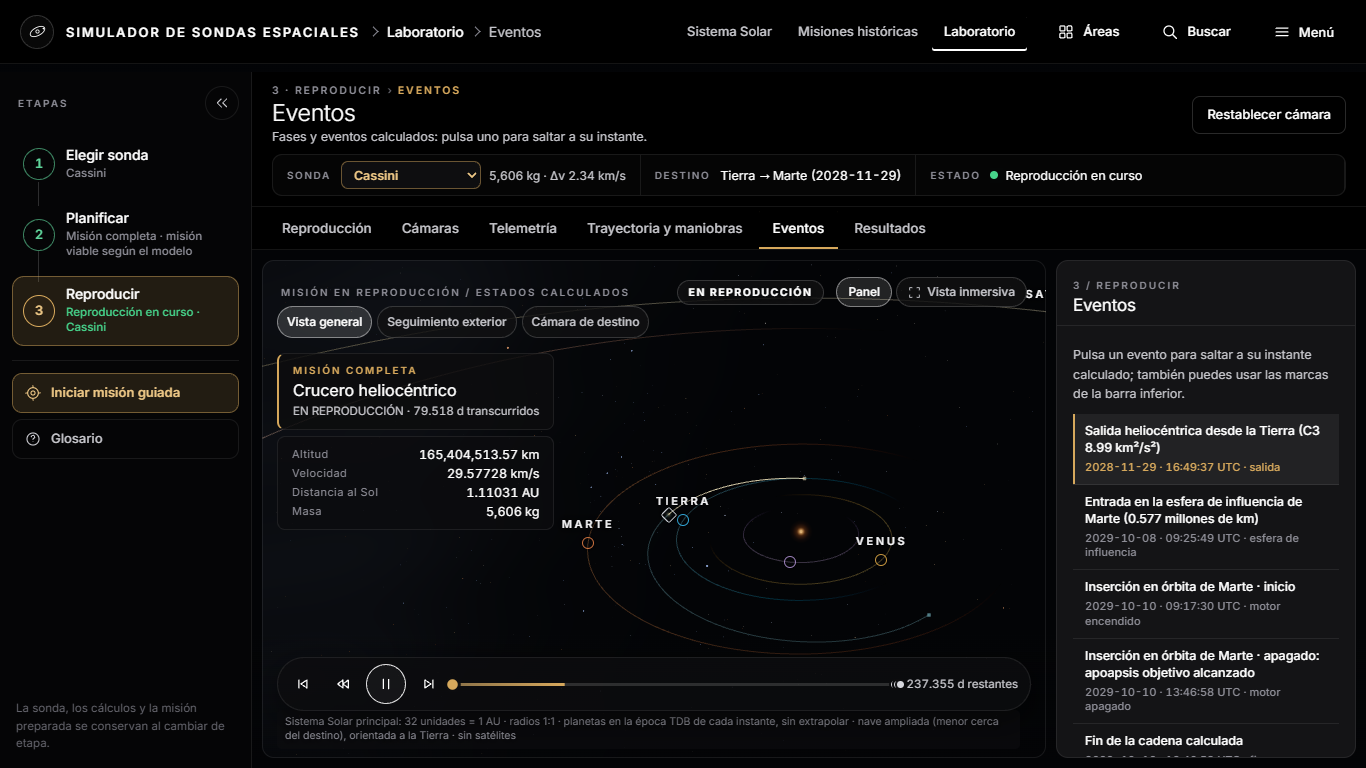 SIMULADOR DE SONDAS ESPACIALES
Laboratorio
Eventos
Sistema Solar
Misiones históricas
Laboratorio
Áreas
Buscar
Menú
ETAPAS
1
Elegir sonda
Cassini
2
Planificar
Misión completa · misión
viable según el modelo
3
Reproducir
Reproducción en curso ·
Cassini
Iniciar misión guiada
Glosario
La sonda, los cálculos y la misión
preparada se conservan al cambiar de
etapa.
3 · REPRODUCIR › EVENTOS
Eventos
Fases y eventos calculados: pulsa uno para saltar a su instante.
Restablecer cámara
SONDA
Cassini
5,606 kg · Δv 2.34 km/s
DESTINO
Tierra → Marte (2028-11-29)
ESTADO
Reproducción en curso
Reproducción
Cámaras
Telemetría
Trayectoria y maniobras
Eventos
Resultados
MISIÓN EN REPRODUCCIÓN / ESTADOS CALCULADOS
EN REPRODUCCIÓN
Panel
Vista inmersiva
SA
Vista general
Seguimiento exterior
Cámara de destino
MISIÓN COMPLETA
Crucero heliocéntrico
EN REPRODUCCIÓN · 79.518 d transcurridos
Altitud 165,404,513.57 km
Velocidad 29.57728 km/s
Distancia al Sol 1.11031 AU
Masa 5,606 kg
TIERRA
MARTE
VENUS
237.355 d restantes
Sistema Solar principal: 32 unidades = 1 AU · radios 1:1 · planetas en la época TDB de cada instante, sin extrapolar · nave ampliada (menor cerca
del destino), orientada a la Tierra · sin satélites
3 / REPRODUCIR
Eventos
Pulsa un evento para saltar a su instante
calculado; también puedes usar las marcas
de la barra inferior.
Salida heliocéntrica desde la Tierra (C3
8.99 km²/s²)
2028-11-29 · 16:49:37 UTC · salida
Entrada en la esfera de influencia de
Marte (0.577 millones de km)
2029-10-08 · 09:25:49 UTC · esfera de
influencia
Inserción en órbita de Marte · inicio
2029-10-10 · 09:17:30 UTC · motor
encendido
Inserción en órbita de Marte · apagado:
apoapsis objetivo alcanzado
2029-10-10 · 13:46:58 UTC · motor
apagado
Fin de la cadena calculada